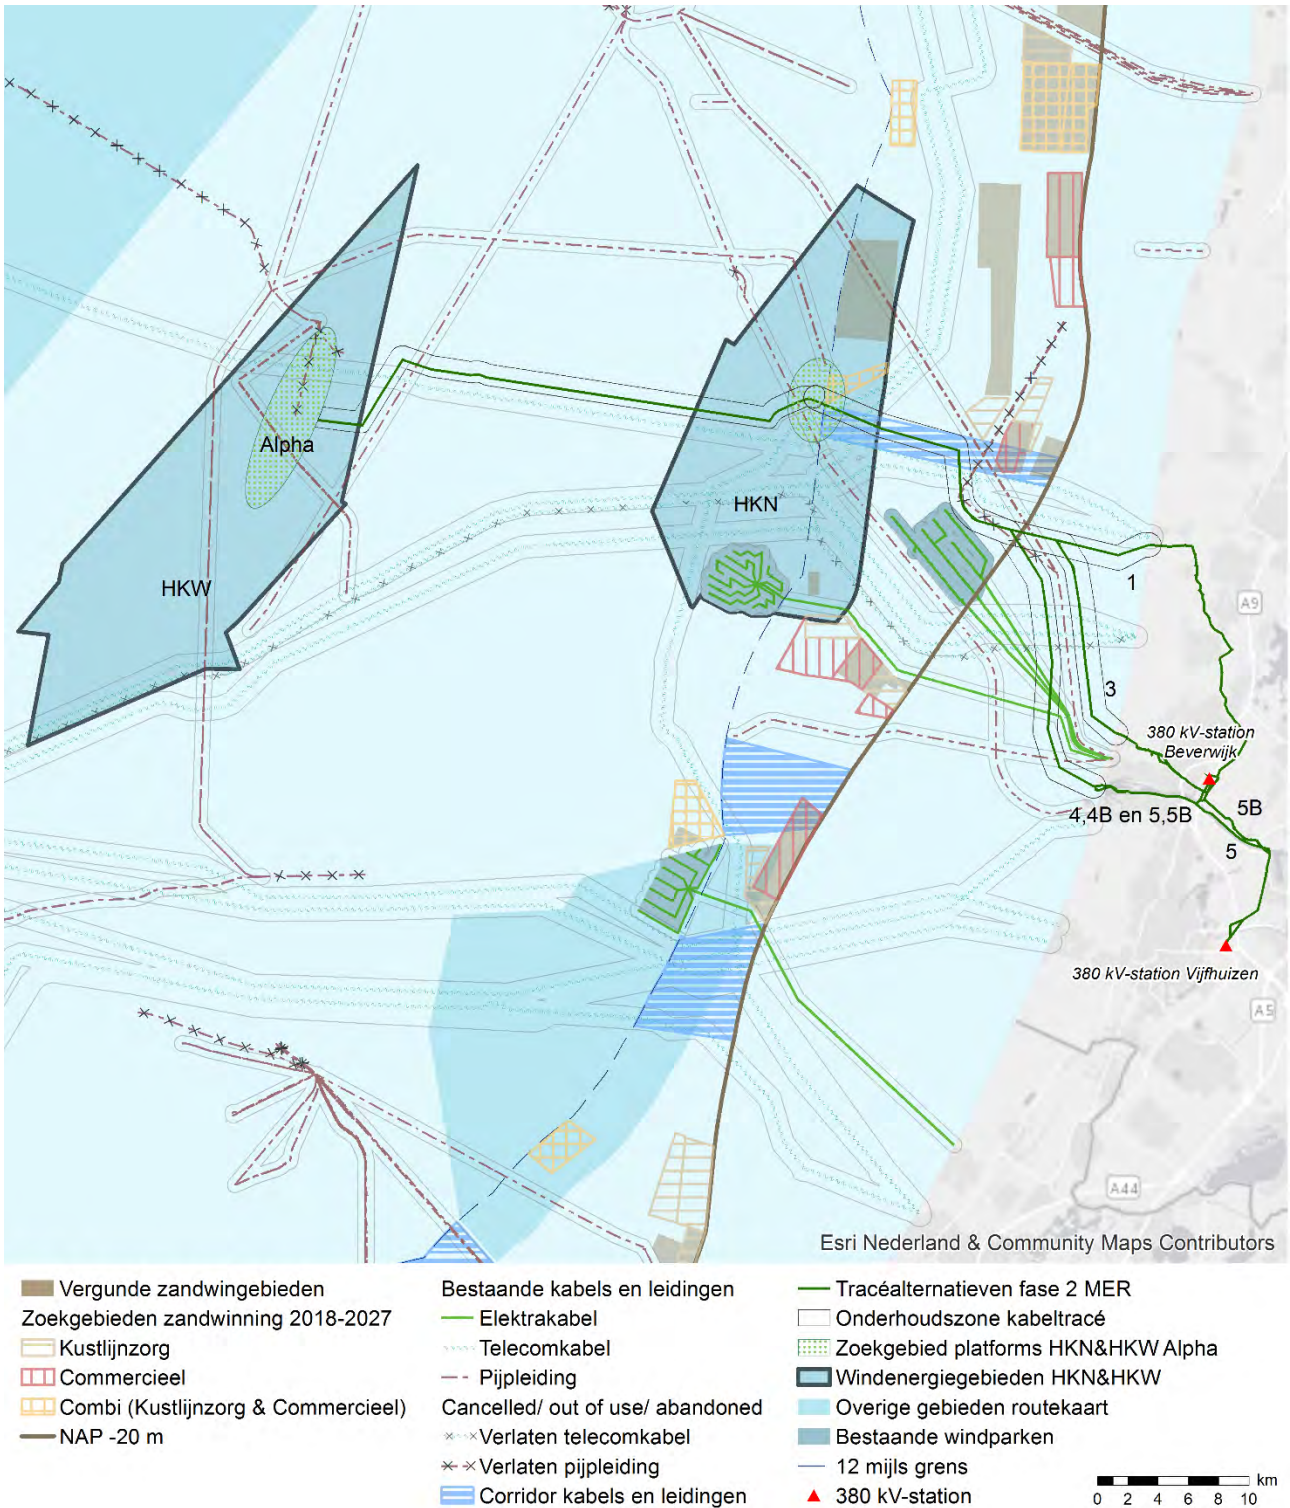 Alpha
HKW
HKN
1
A9
3
380 kV-station
Beverwijk
4,4B en 5,5B
5B
5
380 kV-station Vijfhuizen
A5
A44
Esri Nederland & Community Maps Contributors
Vergunde zandwingebieden
Zoekgebieden zandwinning 2018-2027
Kustlijnzorg
Commercieel
Combi (Kustlijnzorg & Commercieel)
NAP -20 m
Bestaande kabels en leidingen
Elektrakabel
Telecomkabel
Pijpleiding
Cancelled/ out of use/ abandoned
Verlaten telecomkabel
Verlaten pijpleiding
Corridor kabels en leidingen
Tracéalternatieven fase 2 MER
Onderhoudszone kabeltracé
Zoekgebied platforms HKN&HKW Alpha
Windenergiegebieden HKN&HKW
Overige gebieden routekaart
Bestaande windparken
12 mijls grens
380 kV-station
km
0 2 4 6 8 10